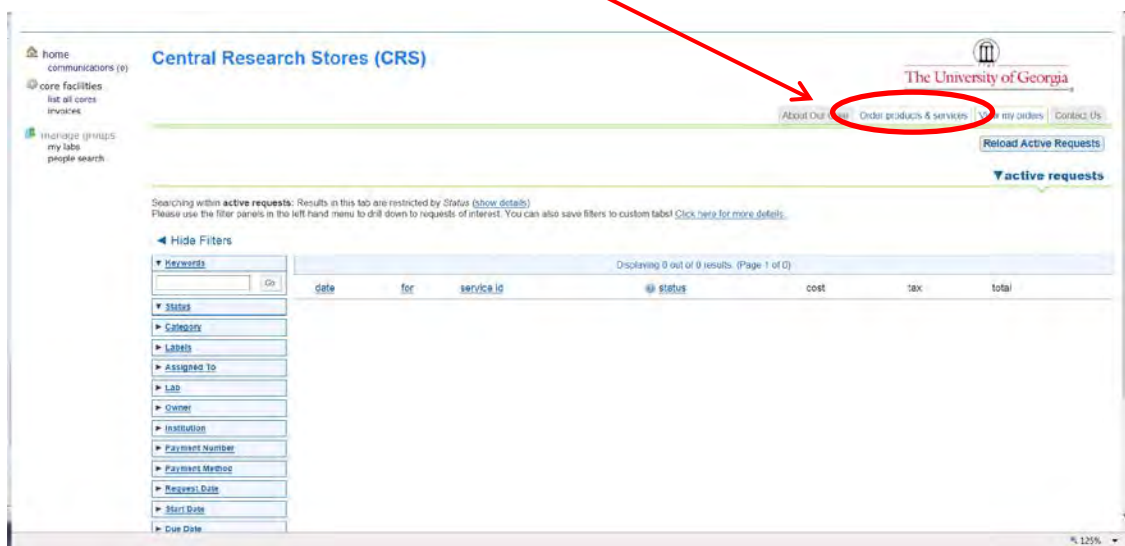 home
communications (0)
core facilities
list all cores
invoices
manage groups
my labs
people search
Central Research Stores (CRS)
The University of Georgia
About Our Core
Order products & services
View my orders
Contact Us
Reload Active Requests
▼active requests
Searching within active requests: Results in this tab are restricted by Status (show details)
Please use the filter panels in the left hand menu to drill down to requests of interest. You can also save filters to custom tabs! Click here for more details.
◄ Hide Filters
▼ Keywords
Go
▼ Status
► Category
► Labels
► Assigned To
► Lab
► Owner
► Institution
► Payment Number
► Payment Method
► Request Date
► Start Date
► Due Date
Displaying 0 out of 0 results. (Page 1 of 0)
date for service id status cost tax total
125%